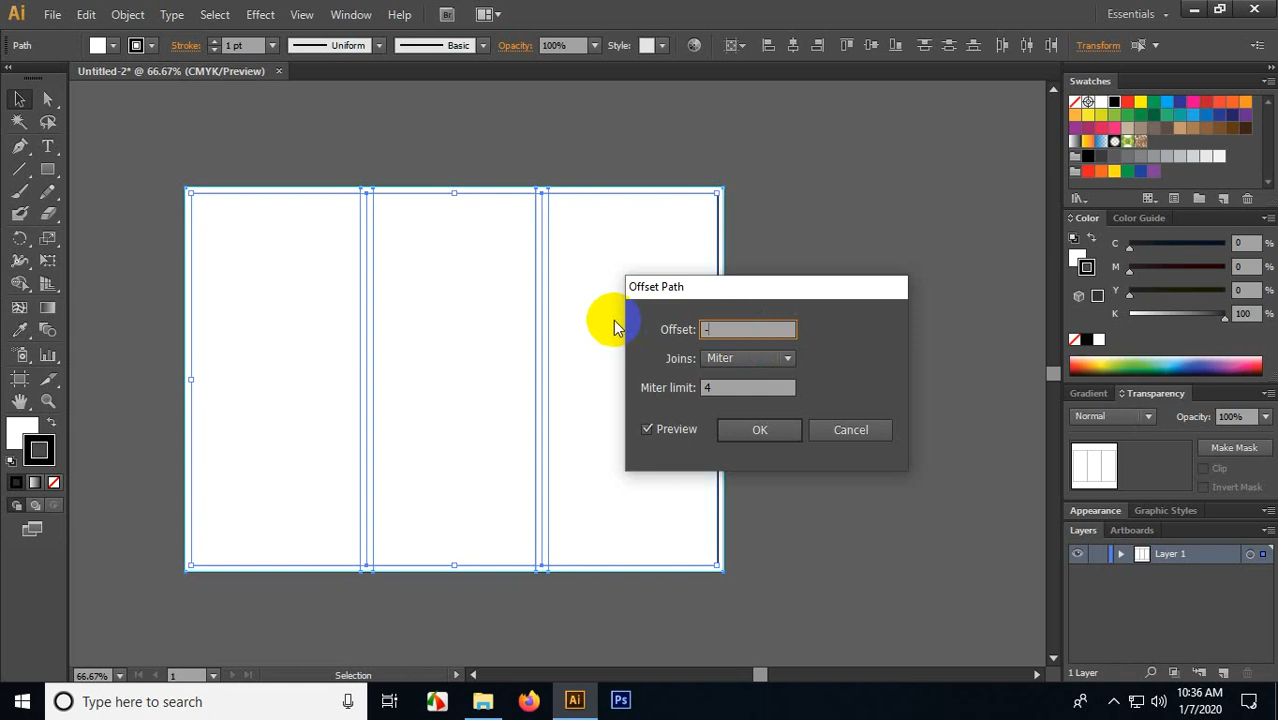 Ai File Edit Object Type Select Effect View Window Help Br Essentials
Path Stroke: 1 pt Uniform Basic Opacity: 100% Style: Transform
Untitled-2* @ 66.67% (CMYK/Preview)
Swatches
Color Color Guide
C 0 %
M 0 %
Y 0 %
K 100 %
Offset Path
Offset: -
Joins: Miter
Miter limit: 4
Preview OK Cancel
Gradient Transparency
Normal Opacity: 100%
Make Mask
Clip
Invert Mask
Appearance Graphic Styles
Layers Artboards
Layer 1
1 Layer
66.67% 1 Selection
Type here to search
Ai Ps
10:36 AM
1/7/2020